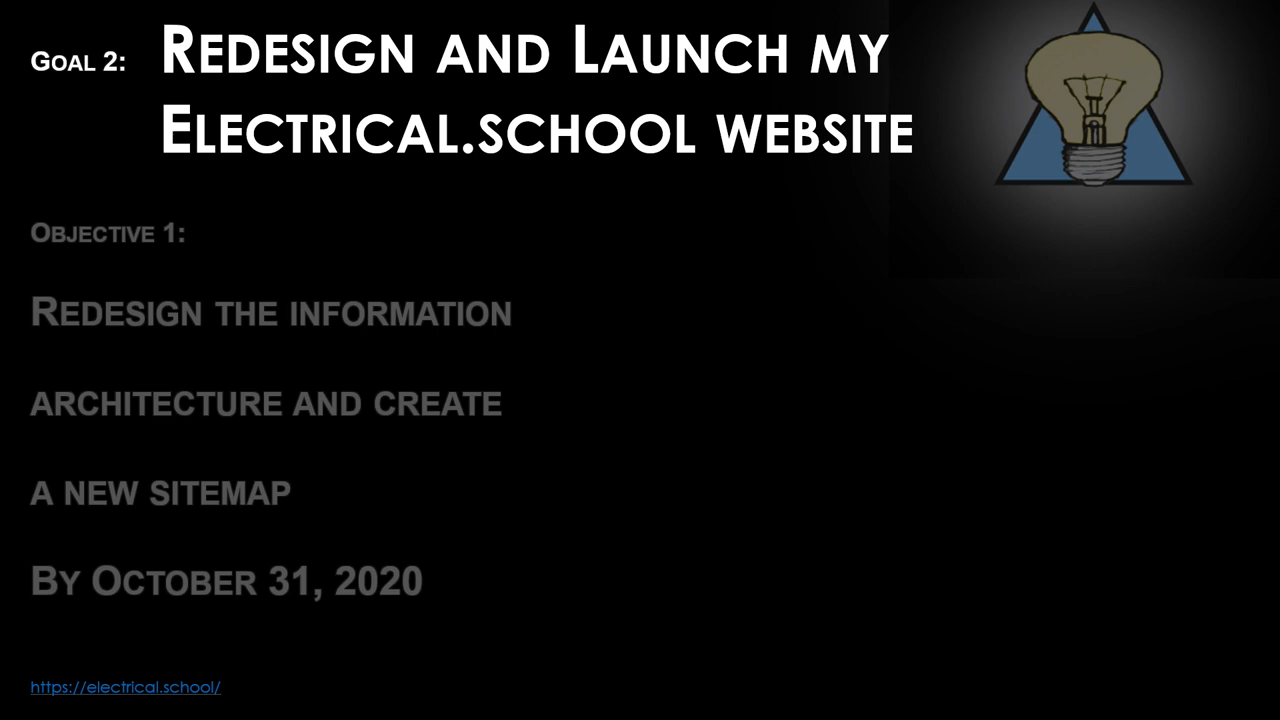 Goal 2: Redesign and Launch my
Electrical.school website
Objective 1:
Redesign the information
architecture and create
a new sitemap
By October 31, 2020
https://electrical.school/